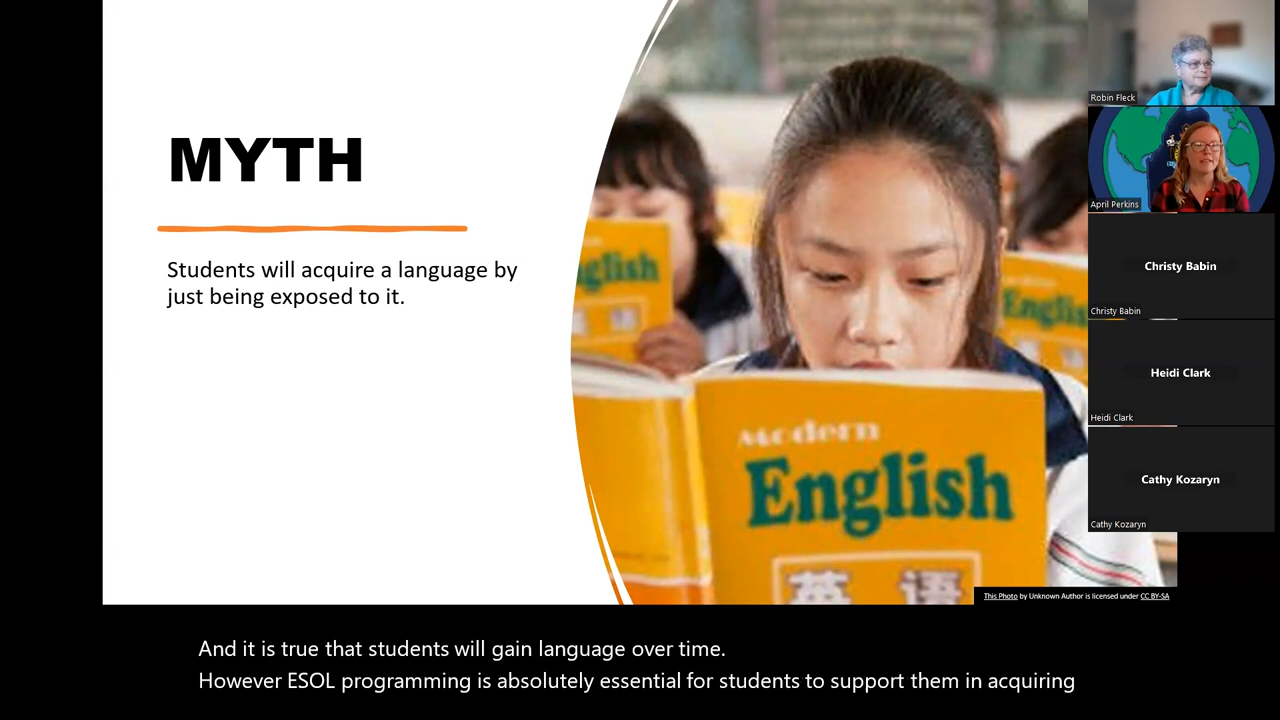 MYTH
Students will acquire a language by
just being exposed to it.
nglish
Englis
Modern
English
英 语
This Photo by Unknown Author is licensed under CC BY-SA
Robin Fleck
April Perkins
Christy Babin
Christy Babin
Heidi Clark
Heidi Clark
Cathy Kozaryn
Cathy Kozaryn
And it is true that students will gain language over time.
However ESOL programming is absolutely essential for students to support them in acquiring